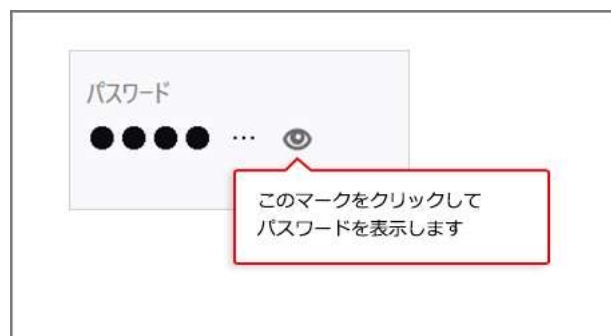 パスワード
●●●● …
このマークをクリックして
パスワードを表示します